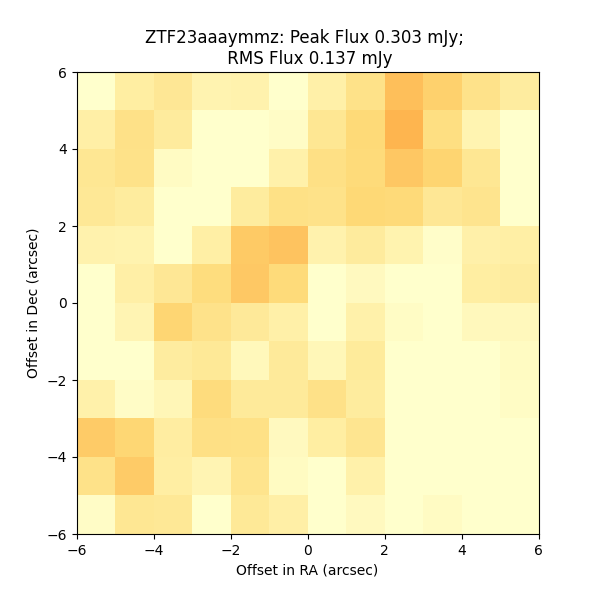 ZTF23aaaymmz: Peak Flux 0.303 mJy;
RMS Flux 0.137 mJy
6
4
2
0
−2
−4
−6
Offset in Dec (arcsec)
−6 −4 −2 0 2 4 6
Offset in RA (arcsec)